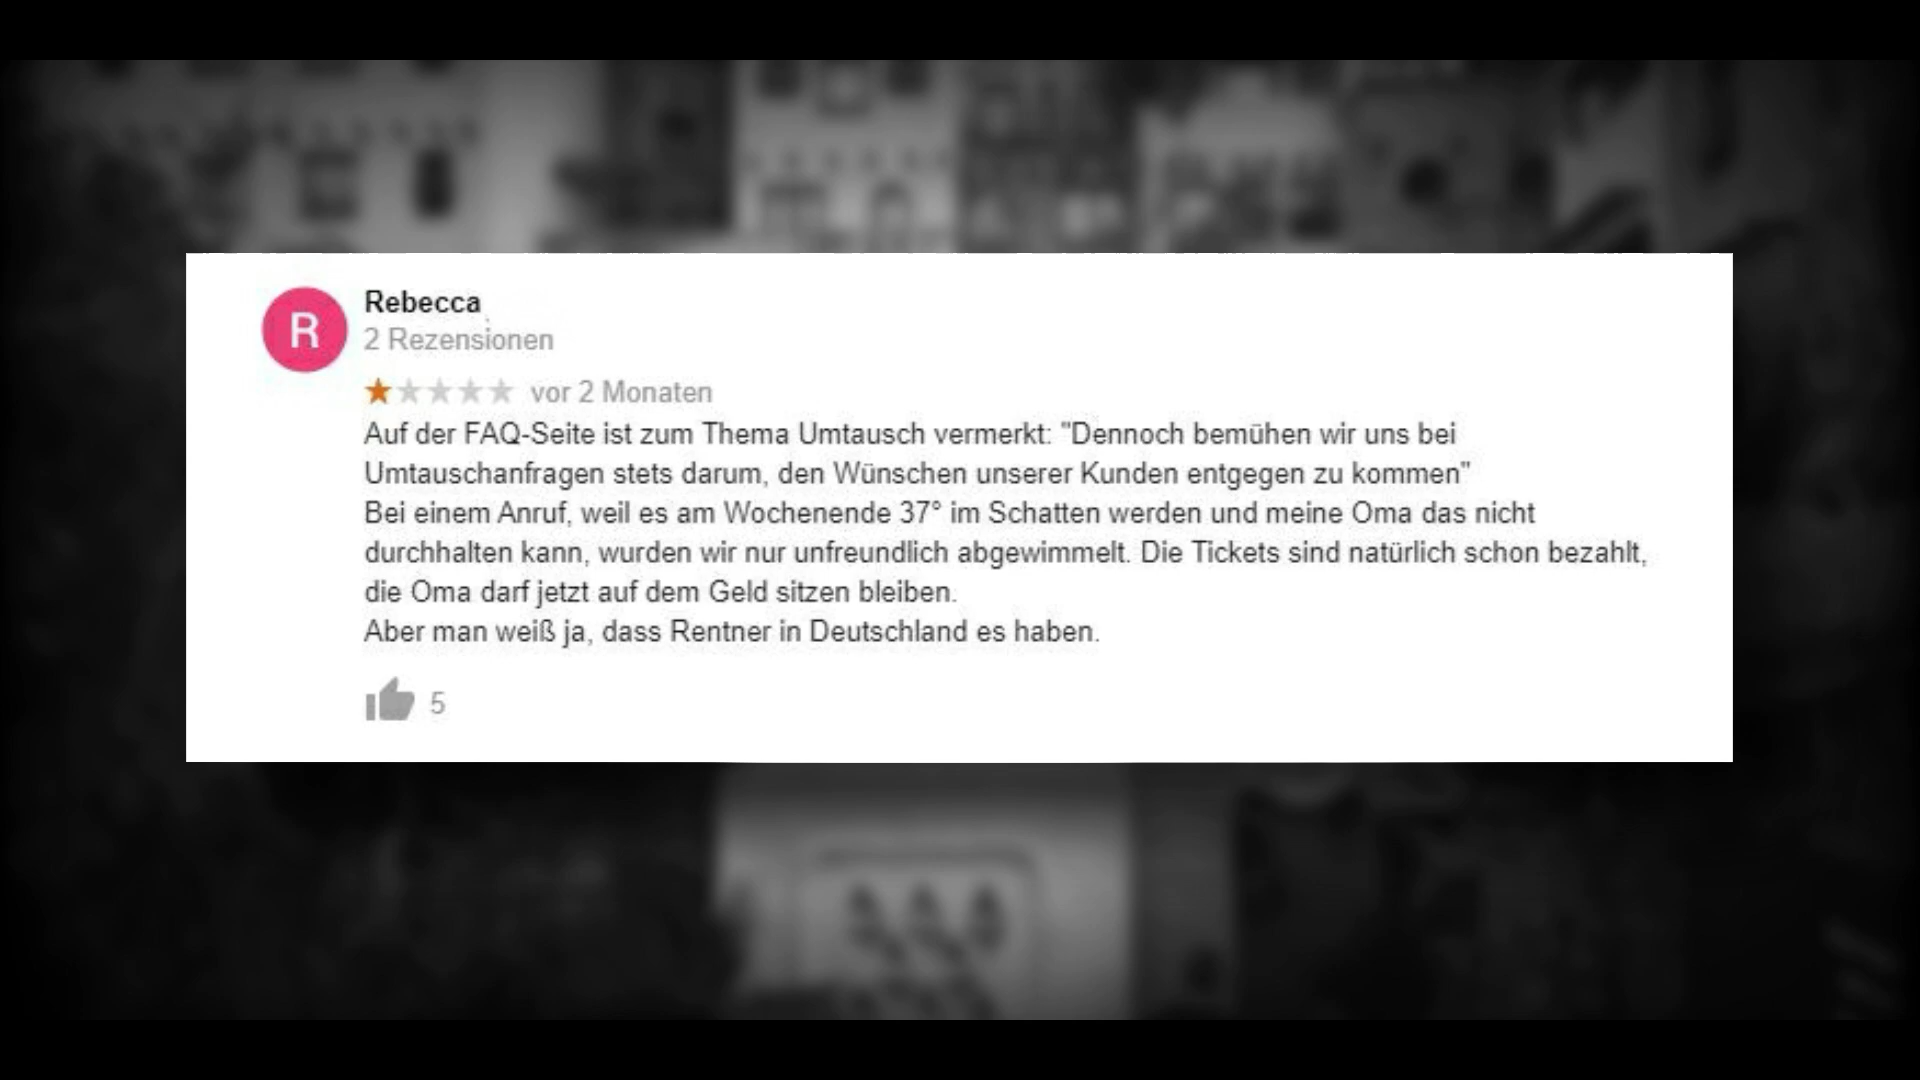 R
Rebecca
2 Rezensionen
vor 2 Monaten
Auf der FAQ-Seite ist zum Thema Umtausch vermerkt: "Dennoch bemühen wir uns bei
Umtauschanfragen stets darum, den Wünschen unserer Kunden entgegen zu kommen"
Bei einem Anruf, weil es am Wochenende 37° im Schatten werden und meine Oma das nicht
durchhalten kann, wurden wir nur unfreundlich abgewimmelt. Die Tickets sind natürlich schon bezahlt,
die Oma darf jetzt auf dem Geld sitzen bleiben.
Aber man weiß ja, dass Rentner in Deutschland es haben.
5